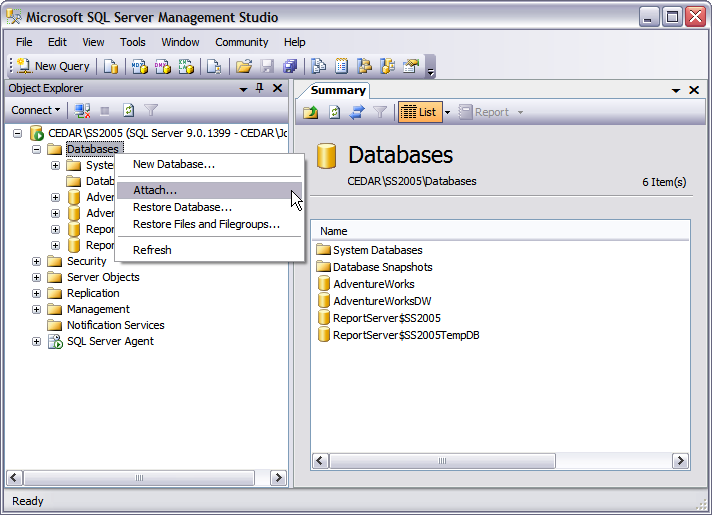 Microsoft SQL Server Management Studio
File Edit View Tools Window Community Help
New Query
Object Explorer
Summary
Connect
List Report
CEDAR\SS2005 (SQL Server 9.0.1399 - CEDAR\Jo
Databases
System
Datab
Adventu
Adventu
Repor
Repor
Security
Server Objects
Replication
Management
Notification Services
SQL Server Agent
New Database...
Attach...
Restore Database...
Restore Files and Filegroups...
Refresh
Databases
CEDAR\SS2005\Databases 6 Item(s)
Name
System Databases
Database Snapshots
AdventureWorks
AdventureWorksDW
ReportServer$SS2005
ReportServer$SS2005TempDB
Ready